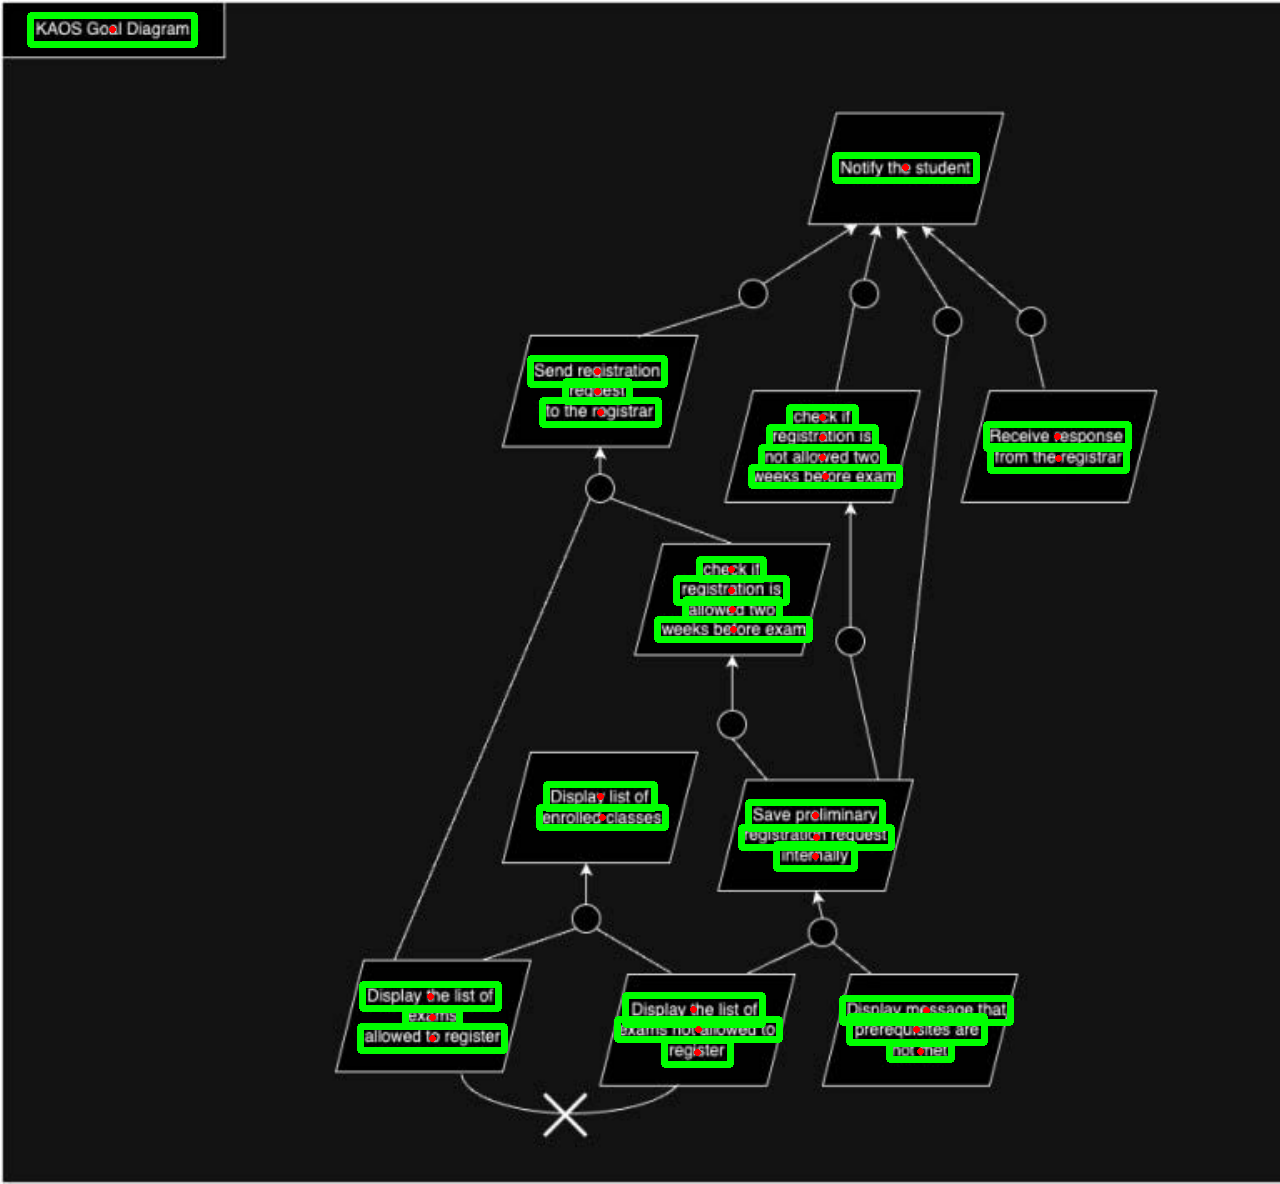 KAOS Goal Diagram
Notify the student
Send registration
request
to the registrar
check if
registration is
not allowed two
weeks before exam
Receive response
from the registrar
check if
registration is
allowed two
weeks before exam
Display list of
enrolled classes
Save preliminary
registration request
internally
Display the list of
exams
allowed to register
Display the list of
exams not allowed to
register
Display message that
prerequisites are
not met